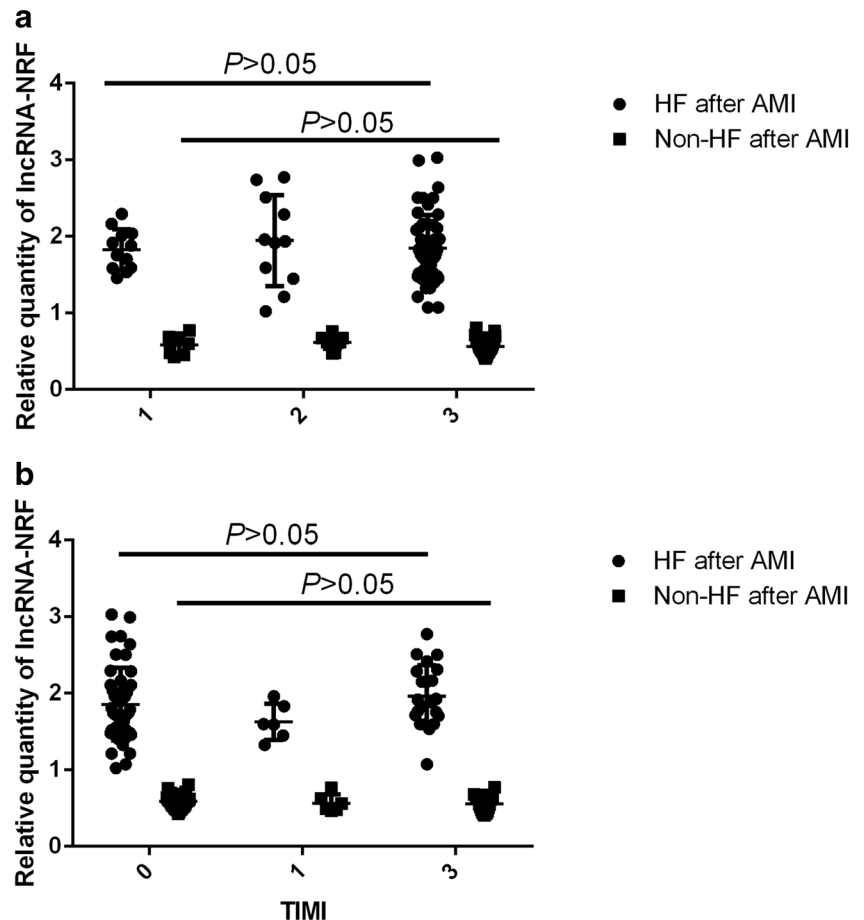 a
Relative quantity of lncRNA-NRF
4
3
2
1
0
P>0.05
P>0.05
1
2
3
HF after AMI
Non-HF after AMI
b
Relative quantity of lncRNA-NRF
4
3
2
1
0
P>0.05
P>0.05
0
1
3
TIMI
HF after AMI
Non-HF after AMI